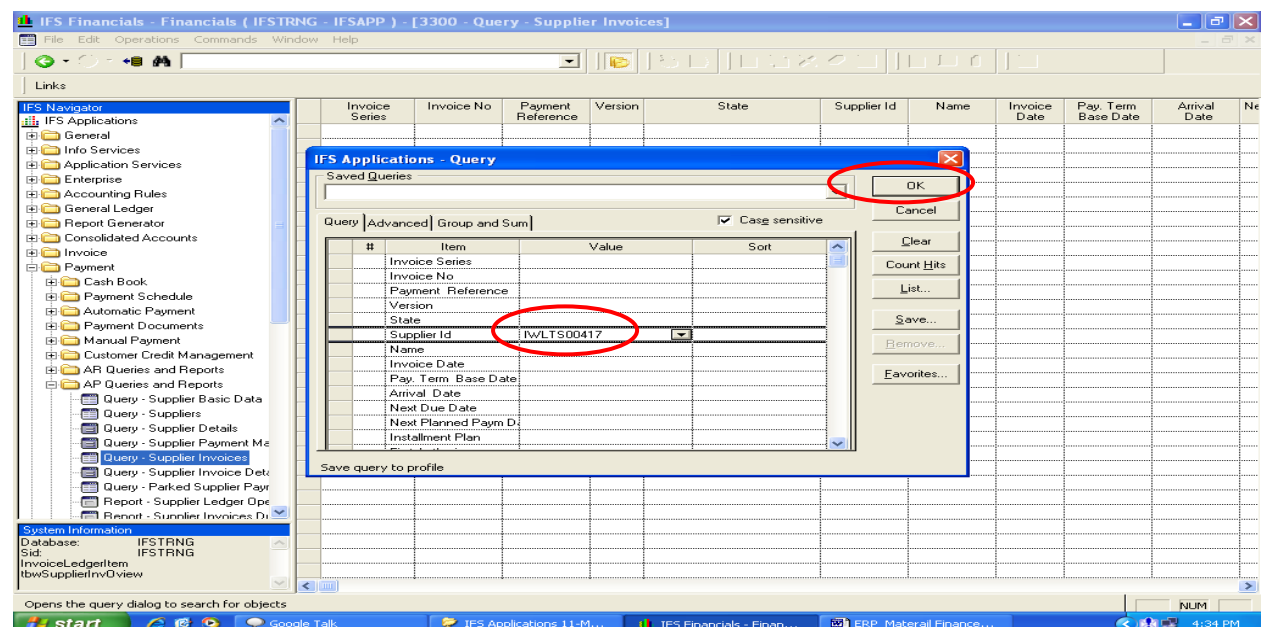 IFS Financials - Financials ( IFSTRNG - IFSAPP ) - [3300 - Query - Supplier Invoices]
File Edit Operations Commands Window Help
Links
IFS Navigator
IFS Applications
General
Info Services
Application Services
Enterprise
Accounting Rules
General Ledger
Report Generator
Consolidated Accounts
Invoice
Payment
Cash Book
Payment Schedule
Automatic Payment
Payment Documents
Manual Payment
Customer Credit Management
AR Queries and Reports
AP Queries and Reports
Query - Supplier Basic Data
Query - Suppliers
Query - Supplier Details
Query - Supplier Payment Ma
Query - Supplier Invoices
Query - Supplier Invoice Deta
Query - Parked Supplier Payr
Report - Supplier Ledger Ope
Report - Supplier Invoices Du
System Information
Database: IFSTRNG
Sid: IFSTRNG
InvoiceLedgerItem
tbwSupplierInvOview
Invoice Series Invoice No Payment Reference Version State Supplier Id Name Invoice Date Pay. Term Base Date Arrival Date Ne
IFS Applications - Query
Saved Queries
OK
Cancel
Clear
Count Hits
List...
Save...
Remove...
Favorites...
Query Advanced Group and Sum Case sensitive
# Item Value Sort
Invoice Series
Invoice No
Payment Reference
Version
State
Supplier Id IWLTS00417
Name
Invoice Date
Pay. Term Base Date
Arrival Date
Next Due Date
Next Planned Paym D
Installment Plan
Save query to profile
Opens the query dialog to search for objects
NUM
start Google Talk IFS Applications 11-M... IFS Financials - Finan... ERP_Materail Finance... 4:34 PM